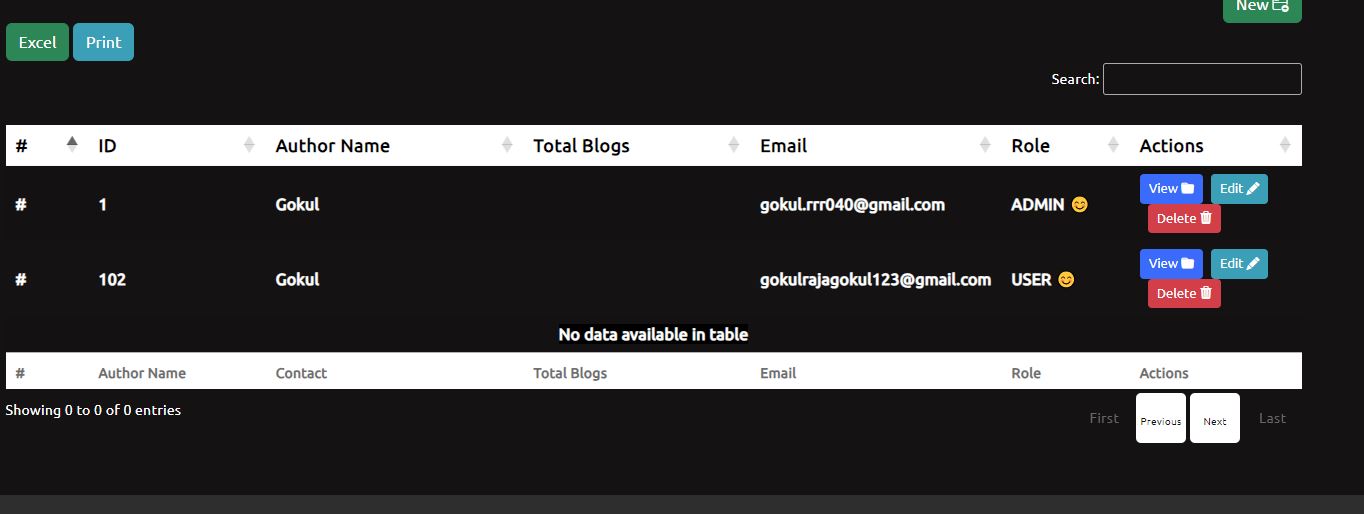 New
Excel Print
Search:
# ID Author Name Total Blogs Email Role Actions
# 1 Gokul gokul.rrr040@gmail.com ADMIN 😊 View Edit
Delete
# 102 Gokul gokulrajagokul123@gmail.com USER 😊 View Edit
Delete
No data available in table
# Author Name Contact Total Blogs Email Role Actions
Showing 0 to 0 of 0 entries First Previous Next Last